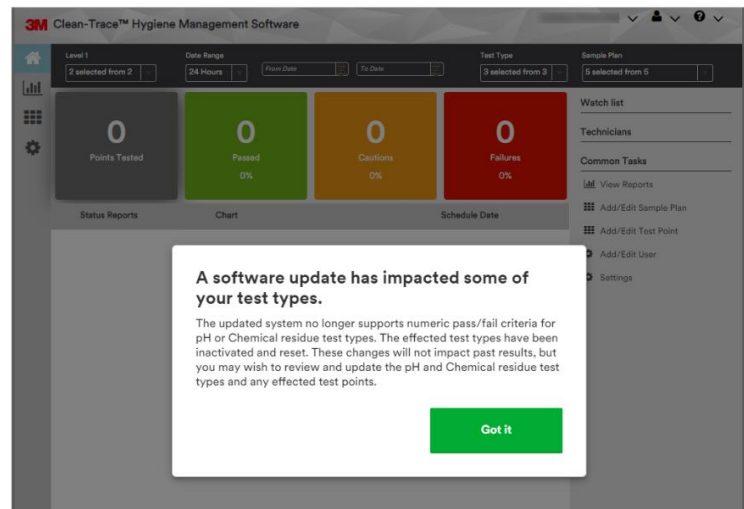 3M Clean-Trace™ Hygiene Management Software
Level 1
2 selected from 2
Date Range
24 Hours
From Date
To Date
Test Type
3 selected from 3
Sample Plan
5 selected from 5
0
Points Tested
0
Passed
0%
0
Cautions
0%
0
Failures
0%
Watch list
Technicians
Common Tasks
View Reports
Add/Edit Sample Plan
Add/Edit Test Point
Add/Edit User
Settings
Status Reports Chart Schedule Date
A software update has impacted some of
your test types.
The updated system no longer supports numeric pass/fail criteria for
pH or Chemical residue test types. The effected test types have been
inactivated and reset. These changes will not impact past results, but
you may wish to review and update the pH and Chemical residue test
types and any effected test points.
Got it